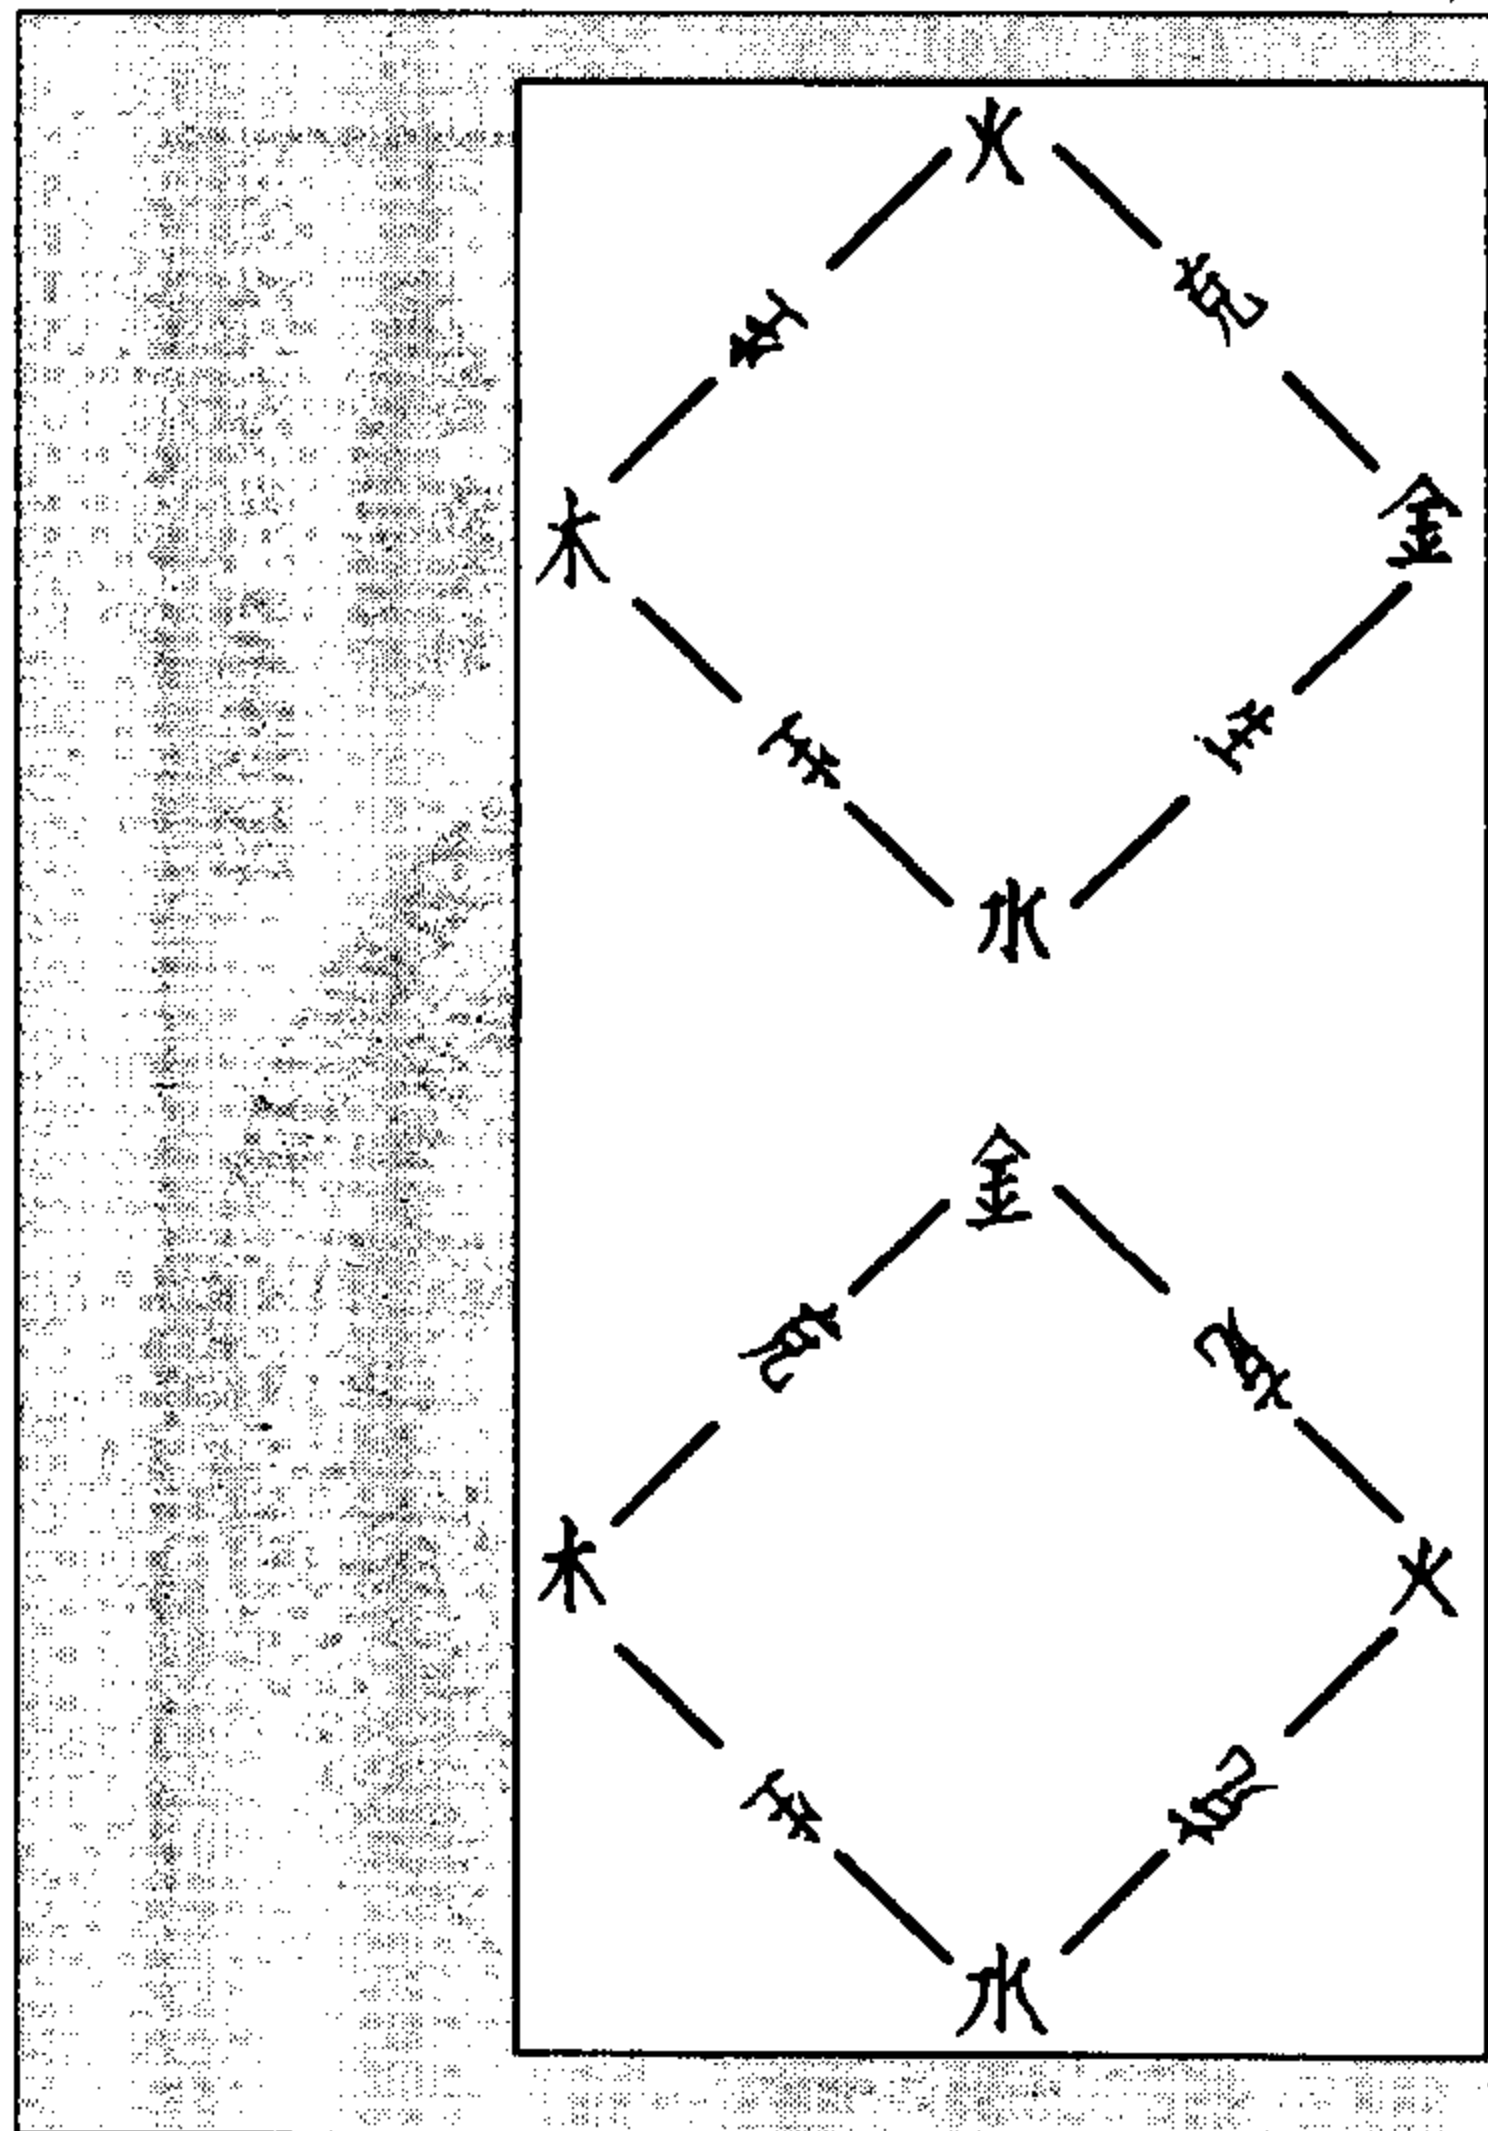 火
生 克
木 金
生 生
水
金
克 克
木 火
生 克
水